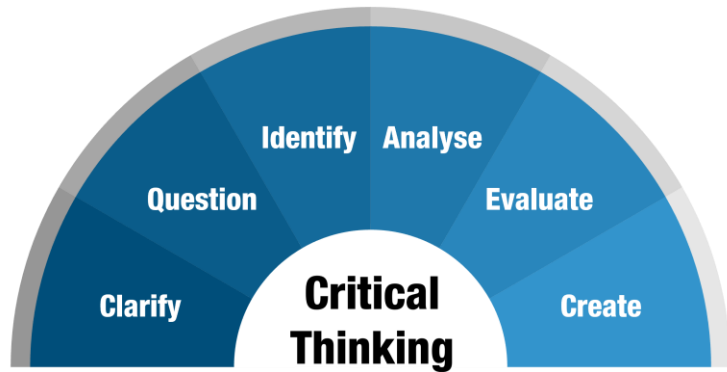 Clarify
Question
Identify
Analyse
Evaluate
Create
Critical
Thinking